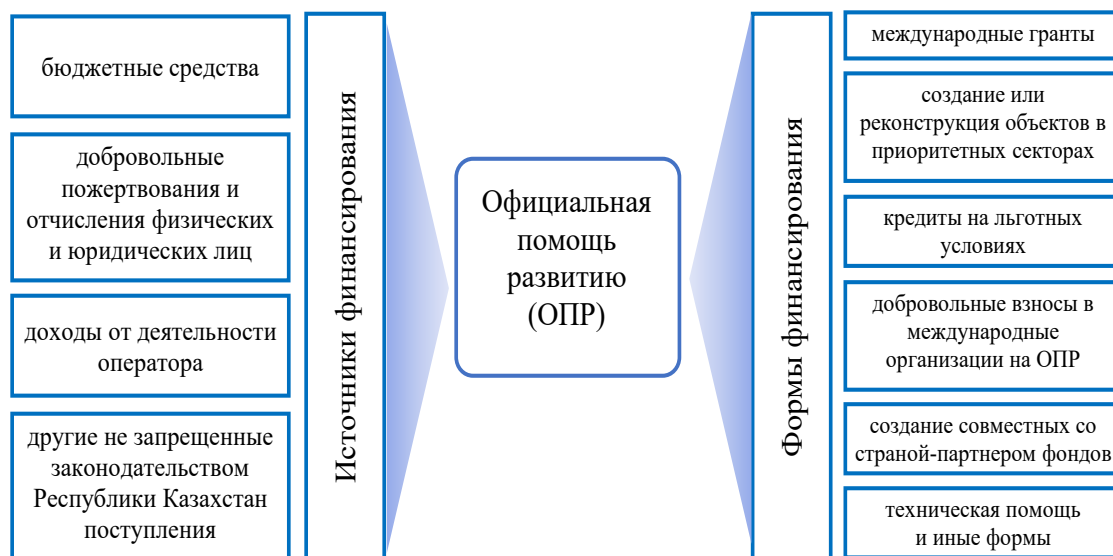 бюджетные средства
добровольные
пожертвования и
отчисления физических
и юридических лиц
доходы от деятельности
оператора
другие не запрещенные
законодательством
Республики Казахстан
поступления
Источники финансирования
Официальная
помощь
развитию
(ОПР)
Формы финансирования
международные гранты
создание или
реконструкция объектов в
приоритетных секторах
кредиты на льготных
условиях
добровольные взносы в
международные
организации на ОПР
создание совместных со
страной-партнером фондов
техническая помощь
и иные формы